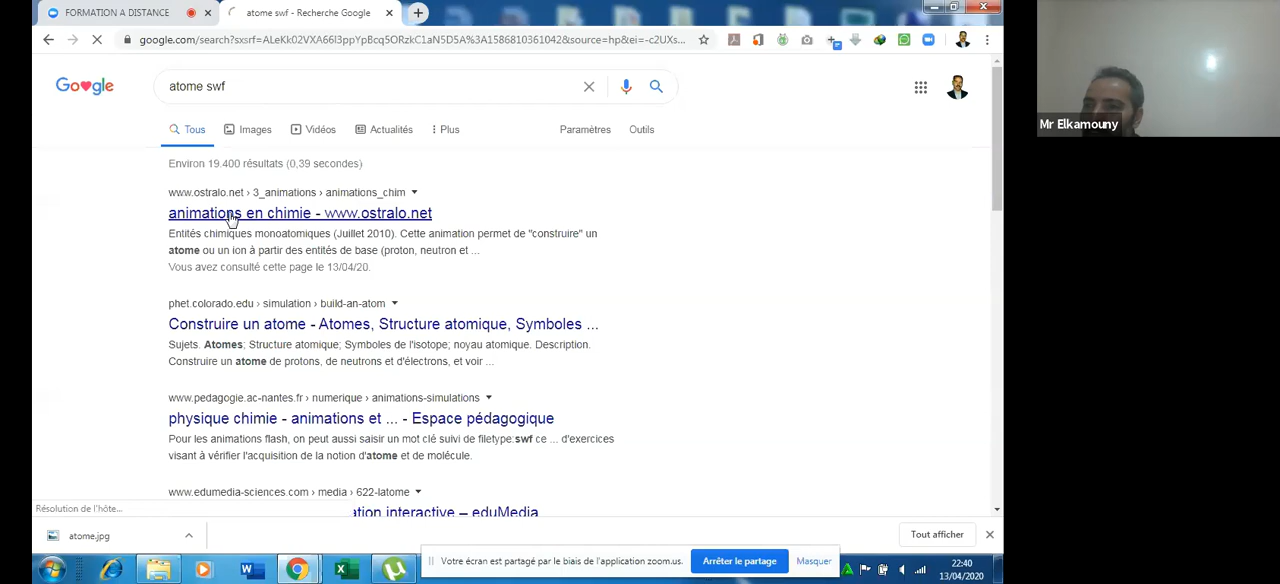 FORMATION A DISTANCE
atome swf - Recherche Google
google.com/search?sxsrf=ALeKk02VXA66I3ppYpBcq5ORzkC1aN5D5A%3A1586810361042&source=hp&ei=-c2UXs...
Google
atome swf
Tous Images Vidéos Actualités Plus Paramètres Outils
Environ 19.400 résultats (0,39 secondes)
www.ostralo.net › 3_animations › animations_chim
animations en chimie - www.ostralo.net
Entités chimiques monoatomiques (Juillet 2010). Cette animation permet de "construire" un
atome ou un ion à partir des entités de base (proton, neutron et ...
Vous avez consulté cette page le 13/04/20.
phet.colorado.edu › simulation › build-an-atom
Construire un atome - Atomes, Structure atomique, Symboles ...
Sujets. Atomes; Structure atomique; Symboles de l'isotope; noyau atomique. Description.
Construire un atome de protons, de neutrons et d'électrons, et voir ...
www.pedagogie.ac-nantes.fr › numerique › animations-simulations
physique chimie - animations et ... - Espace pédagogique
Pour les animations flash, on peut aussi saisir un mot clé suivi de filetype:swf ce ... d'exercices
visant à vérifier l'acquisition de la notion d'atome et de molécule.
www.edumedia-sciences.com › media › 622-latome
ation interactive – eduMedia
Résolution de l'hôte...
atome.jpg
Tout afficher
Votre écran est partagé par le biais de l'application zoom.us.
Arrêter le partage
Masquer
22:40
13/04/2020
Mr Elkamouny